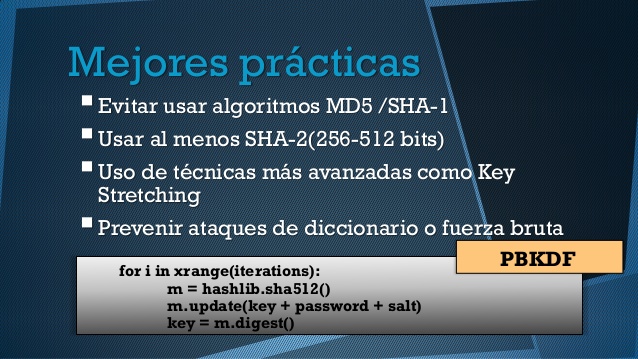 Mejores prácticas
Evitar usar algoritmos MD5 /SHA-1
Usar al menos SHA-2(256-512 bits)
Uso de técnicas más avanzadas como Key
Stretching
Prevenir ataques de diccionario o fuerza bruta
PBKDF
for i in xrange(iterations):
m = hashlib.sha512()
m.update(key + password + salt)
key = m.digest()